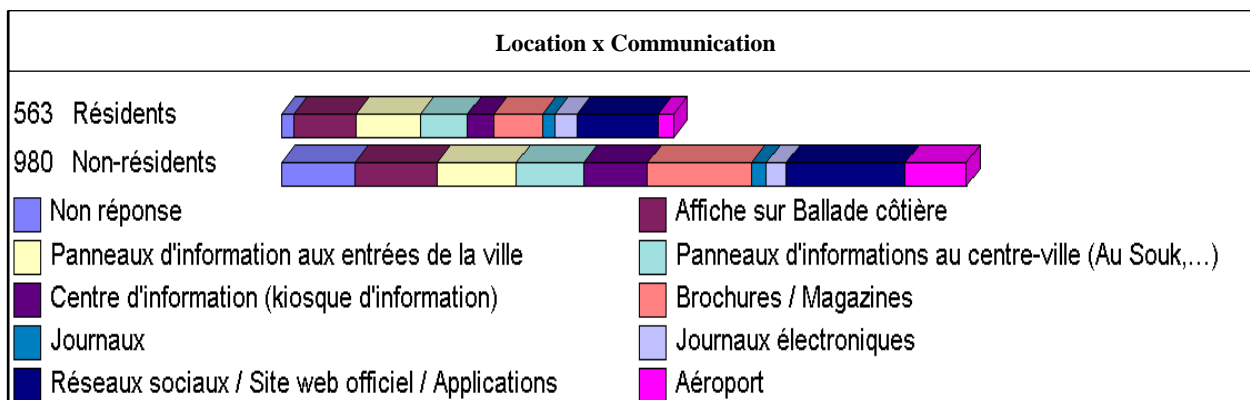 Location x Communication
563 Résidents
980 Non-résidents
Non réponse
Affiche sur Ballade côtière
Panneaux d'information aux entrées de la ville
Panneaux d'informations au centre-ville (Au Souk,...)
Centre d'information (kiosque d'information)
Brochures / Magazines
Journaux
Journaux électroniques
Réseaux sociaux / Site web officiel / Applications
Aéroport